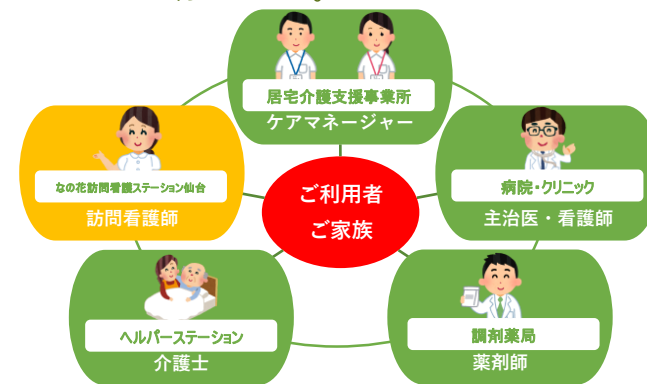 居宅介護支援事業所
ケアマネージャー
なの花訪問看護ステーション仙台
訪問看護師
ご利用者
ご家族
病院・クリニック
主治医・看護師
ヘルパーステーション
介護士
調剤薬局
薬剤師